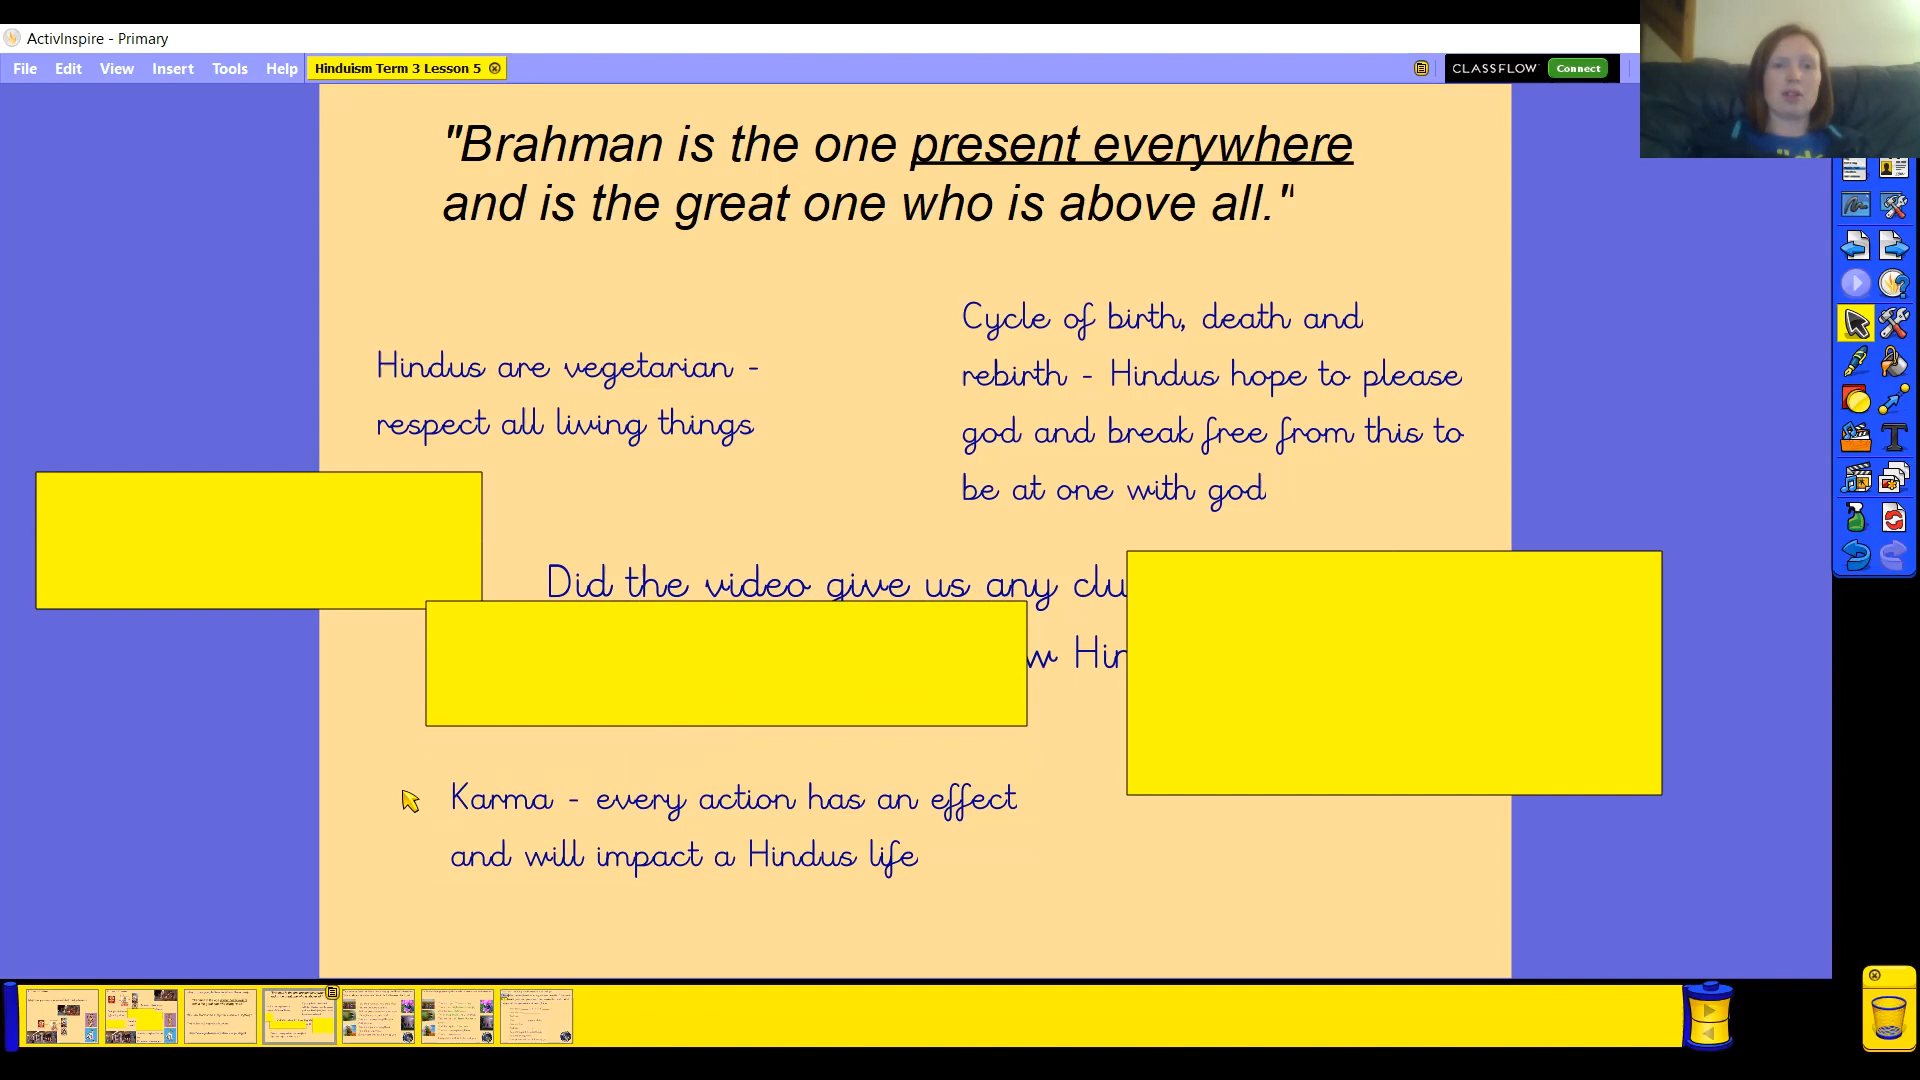 ActivInspire - Primary
File Edit View Insert Tools Help Hinduism Term 3 Lesson 5 CLASSFLOW Connect
"Brahman is the one present everywhere
and is the great one who is above all."
Hindus are vegetarian -
respect all living things
Cycle of birth, death and
rebirth - Hindus hope to please
god and break free from this to
be at one with god
Did the video give us any clu
w Hin
Karma - every action has an effect
and will impact a Hindus life